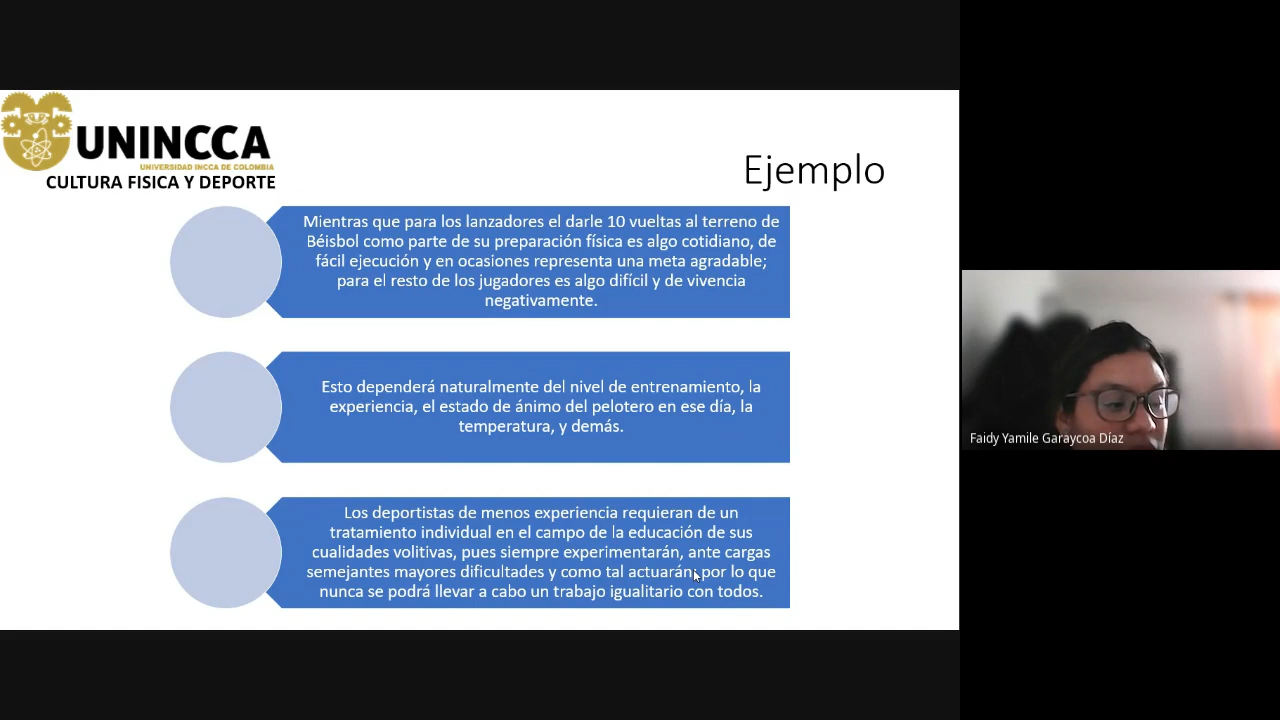 UNINCCA
UNIVERSIDAD INCCA DE COLOMBIA
CULTURA FISICA Y DEPORTE
Ejemplo
Mientras que para los lanzadores el darle 10 vueltas al terreno de
Béisbol como parte de su preparación física es algo cotidiano, de
fácil ejecución y en ocasiones representa una meta agradable;
para el resto de los jugadores es algo difícil y de vivencia
negativamente.
Esto dependerá naturalmente del nivel de entrenamiento, la
experiencia, el estado de ánimo del pelotero en ese día, la
temperatura, y demás.
Los deportistas de menos experiencia requieran de un
tratamiento individual en el campo de la educación de sus
cualidades volitivas, pues siempre experimentarán, ante cargas
semejantes mayores dificultades y como tal actuarán, por lo que
nunca se podrá llevar a cabo un trabajo igualitario con todos.
Faidy Yamile Garaycoa Díaz